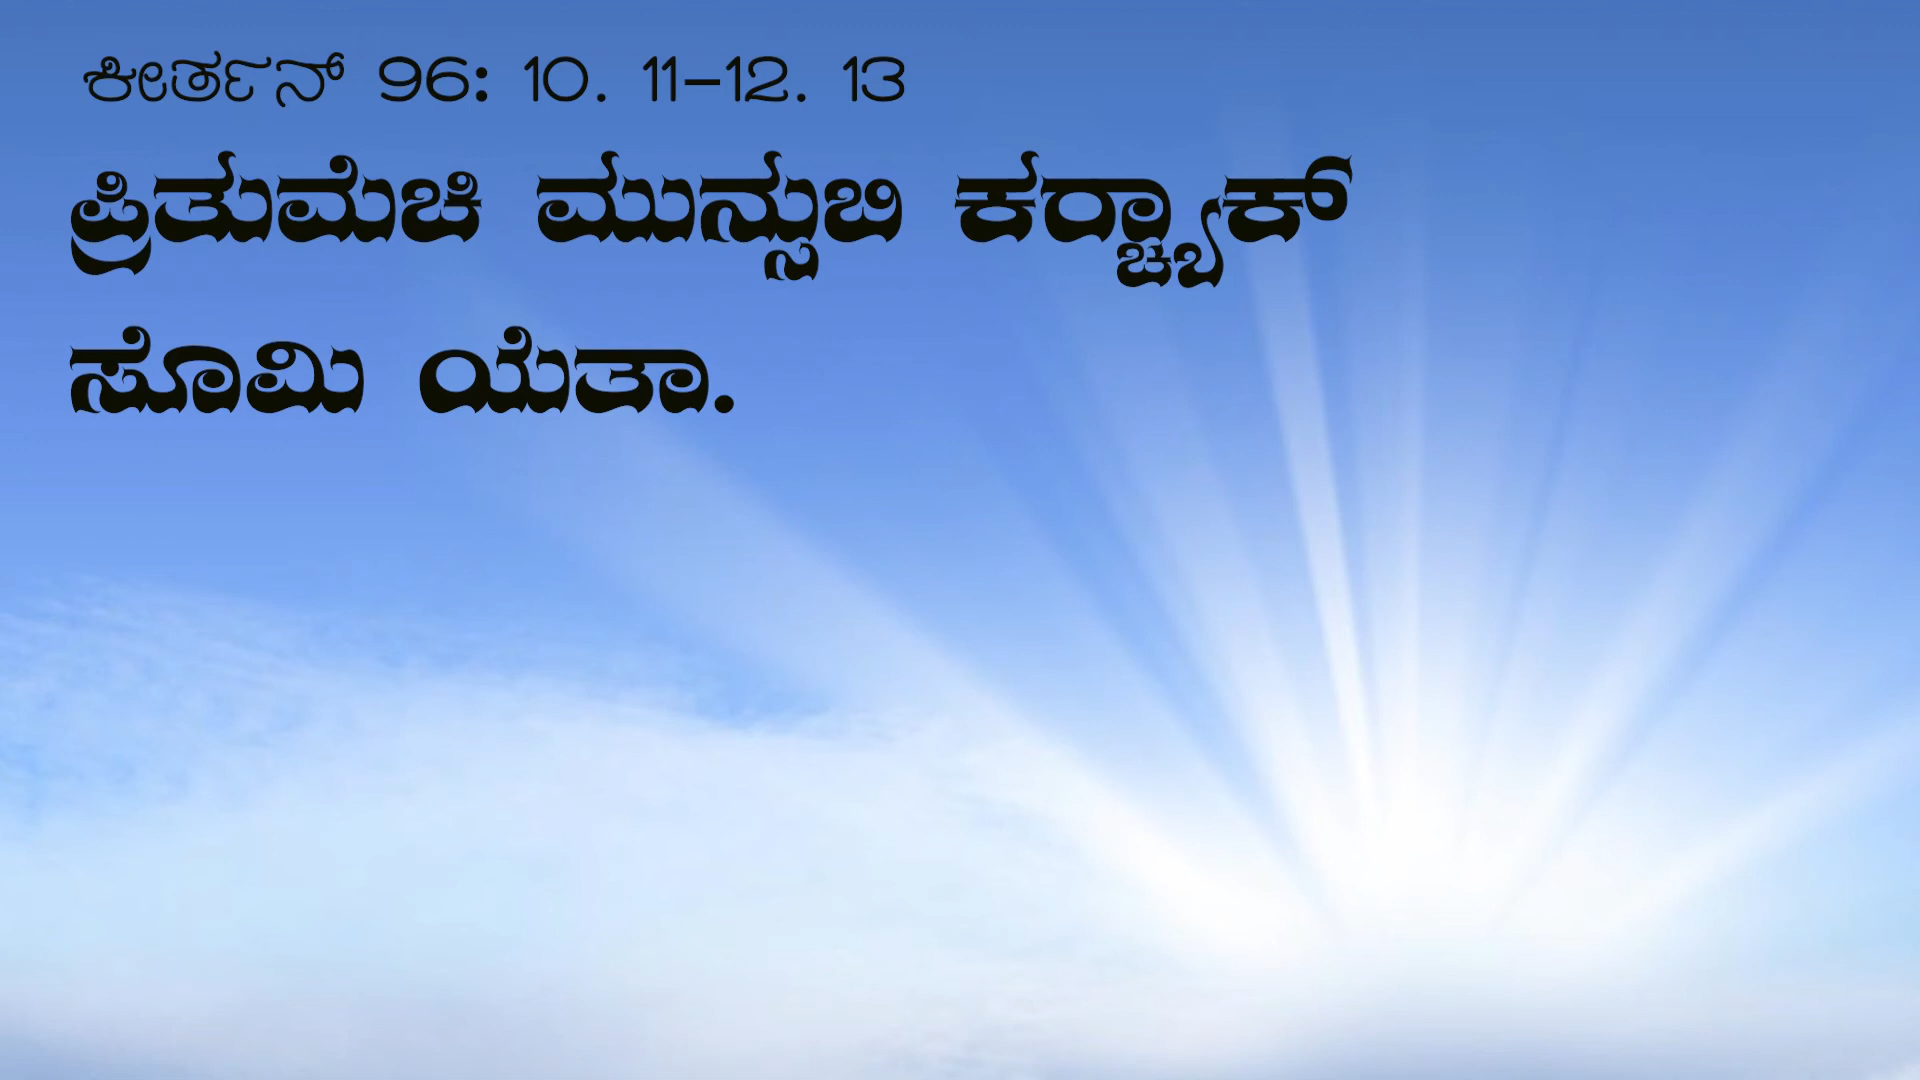 ಕೀರ್ತನ್ 96: 10. 11-12. 13
ಪ್ರಿತುಮೆಚಿ ಮುನ್ಸುಬಿ ಕರ್‍ಚ್ಯಾಕ್
ಸೊಮಿ ಯೆತಾ.